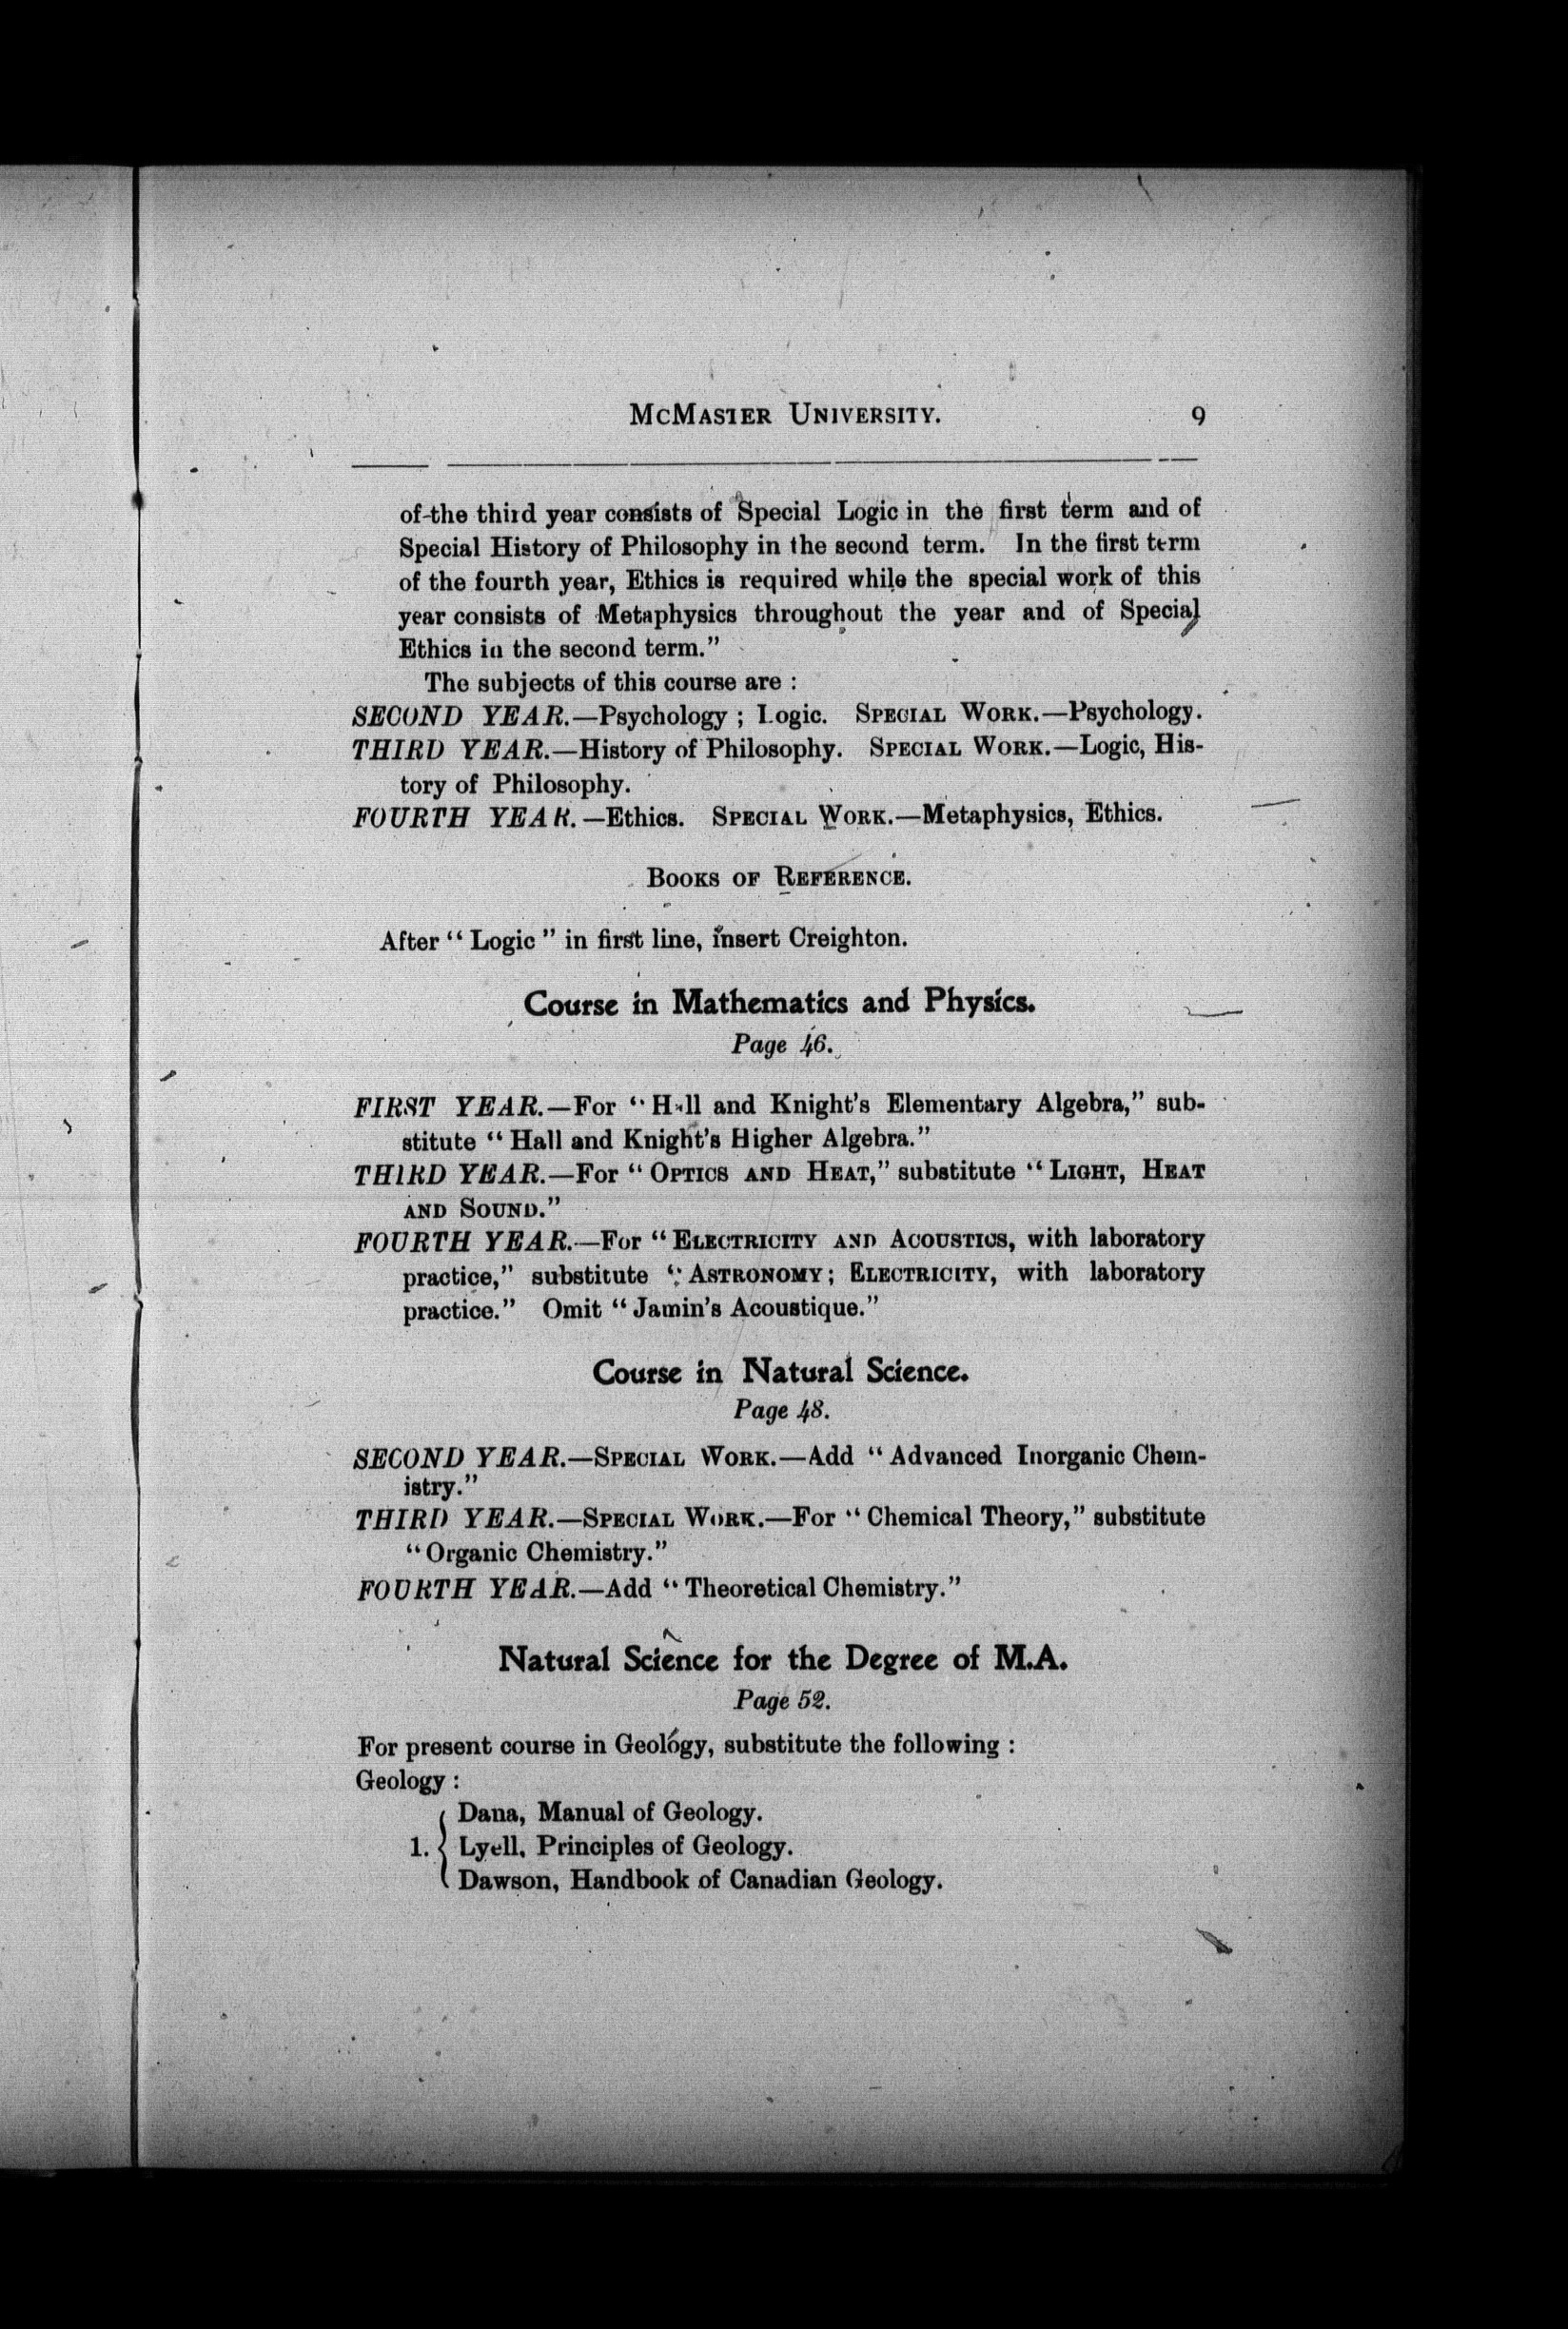 McMaster University. 9
of the third year consists of Special Logic in the first term and of
Special History of Philosophy in the second term. In the first term
of the fourth year, Ethics is required while the special work of this
year consists of Metaphysics throughout the year and of Special
Ethics in the second term."
The subjects of this course are :
SECOND YEAR.—Psychology ; Logic. Special Work.—Psychology.
THIRD YEAR.—History of Philosophy. Special Work.—Logic, His-
tory of Philosophy.
FOURTH YEAR.—Ethics. Special Work.—Metaphysics, Ethics.
Books of Reference.
After " Logic " in first line, insert Creighton.
Course in Mathematics and Physics.
Page 46.
FIRST YEAR.—For " Hall and Knight's Elementary Algebra," sub-
stitute " Hall and Knight's Higher Algebra."
THIRD YEAR.—For " Optics and Heat," substitute " Light, Heat
and Sound."
FOURTH YEAR.—For " Electricity and Acoustics, with laboratory
practice," substitute " Astronomy ; Electricity, with laboratory
practice." Omit " Jamin's Acoustique."
Course in Natural Science.
Page 48.
SECOND YEAR.—Special Work.—Add " Advanced Inorganic Chem-
istry."
THIRD YEAR.—Special Work.—For " Chemical Theory," substitute
" Organic Chemistry."
FOURTH YEAR.—Add " Theoretical Chemistry."
Natural Science for the Degree of M.A.
Page 52.
For present course in Geology, substitute the following :
Geology :
Dana, Manual of Geology.
1. Lyell, Principles of Geology.
Dawson, Handbook of Canadian Geology.